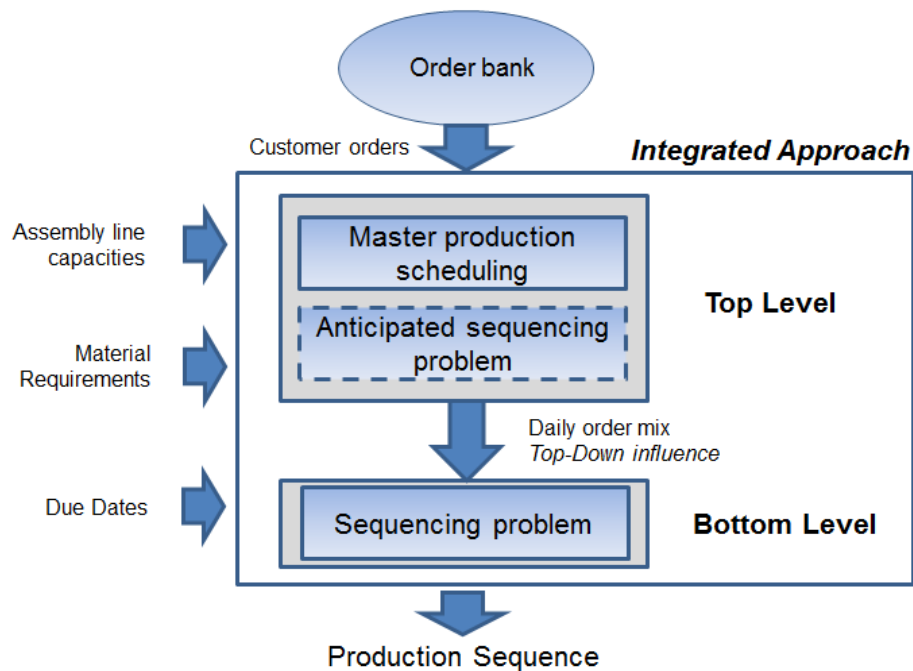 Order bank
Customer orders
Integrated Approach
Assembly line
capacities
Master production
scheduling
Top Level
Anticipated sequencing
problem
Material
Requirements
Daily order mix
Top-Down influence
Due Dates
Sequencing problem
Bottom Level
Production Sequence